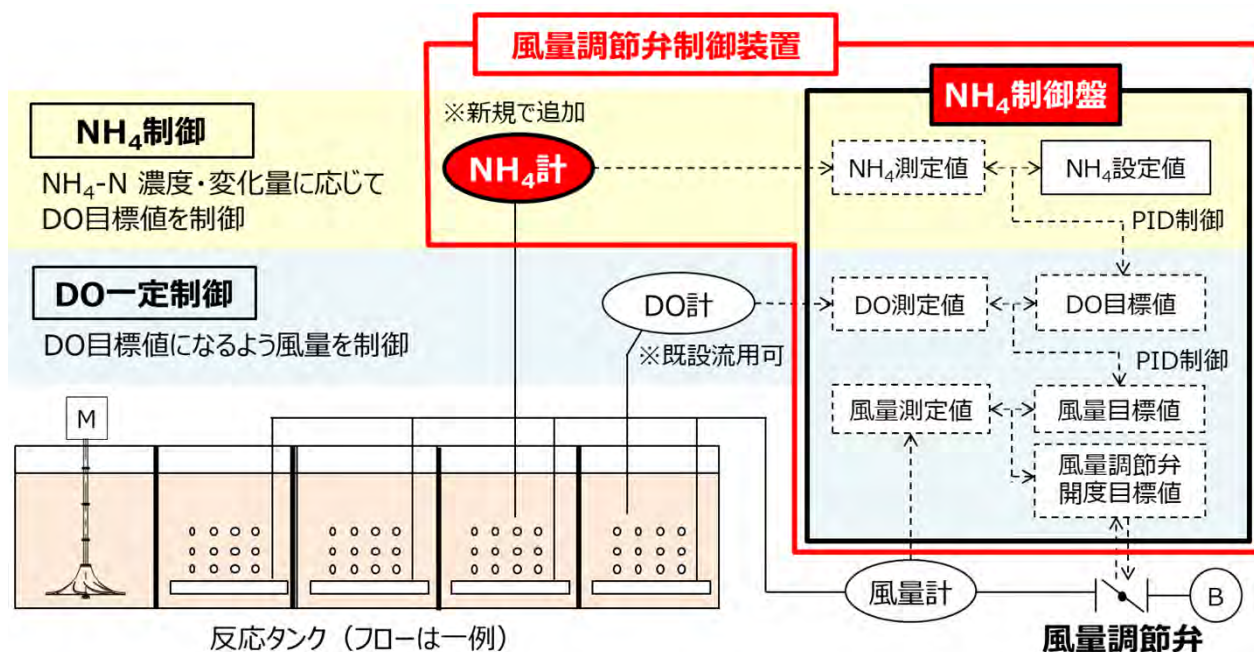 風量調節弁制御装置
NH₄制御盤
NH₄制御
NH₄-N 濃度・変化量に応じて
DO目標値を制御
※新規で追加
NH₄計
NH₄測定値
NH₄設定値
PID制御
DO一定制御
DO目標値になるよう風量を制御
DO計
※既設流用可
DO測定値
DO目標値
PID制御
風量測定値
風量目標値
風量調節弁
開度目標値
M
風量計
B
風量調節弁
反応タンク（フローは一例）